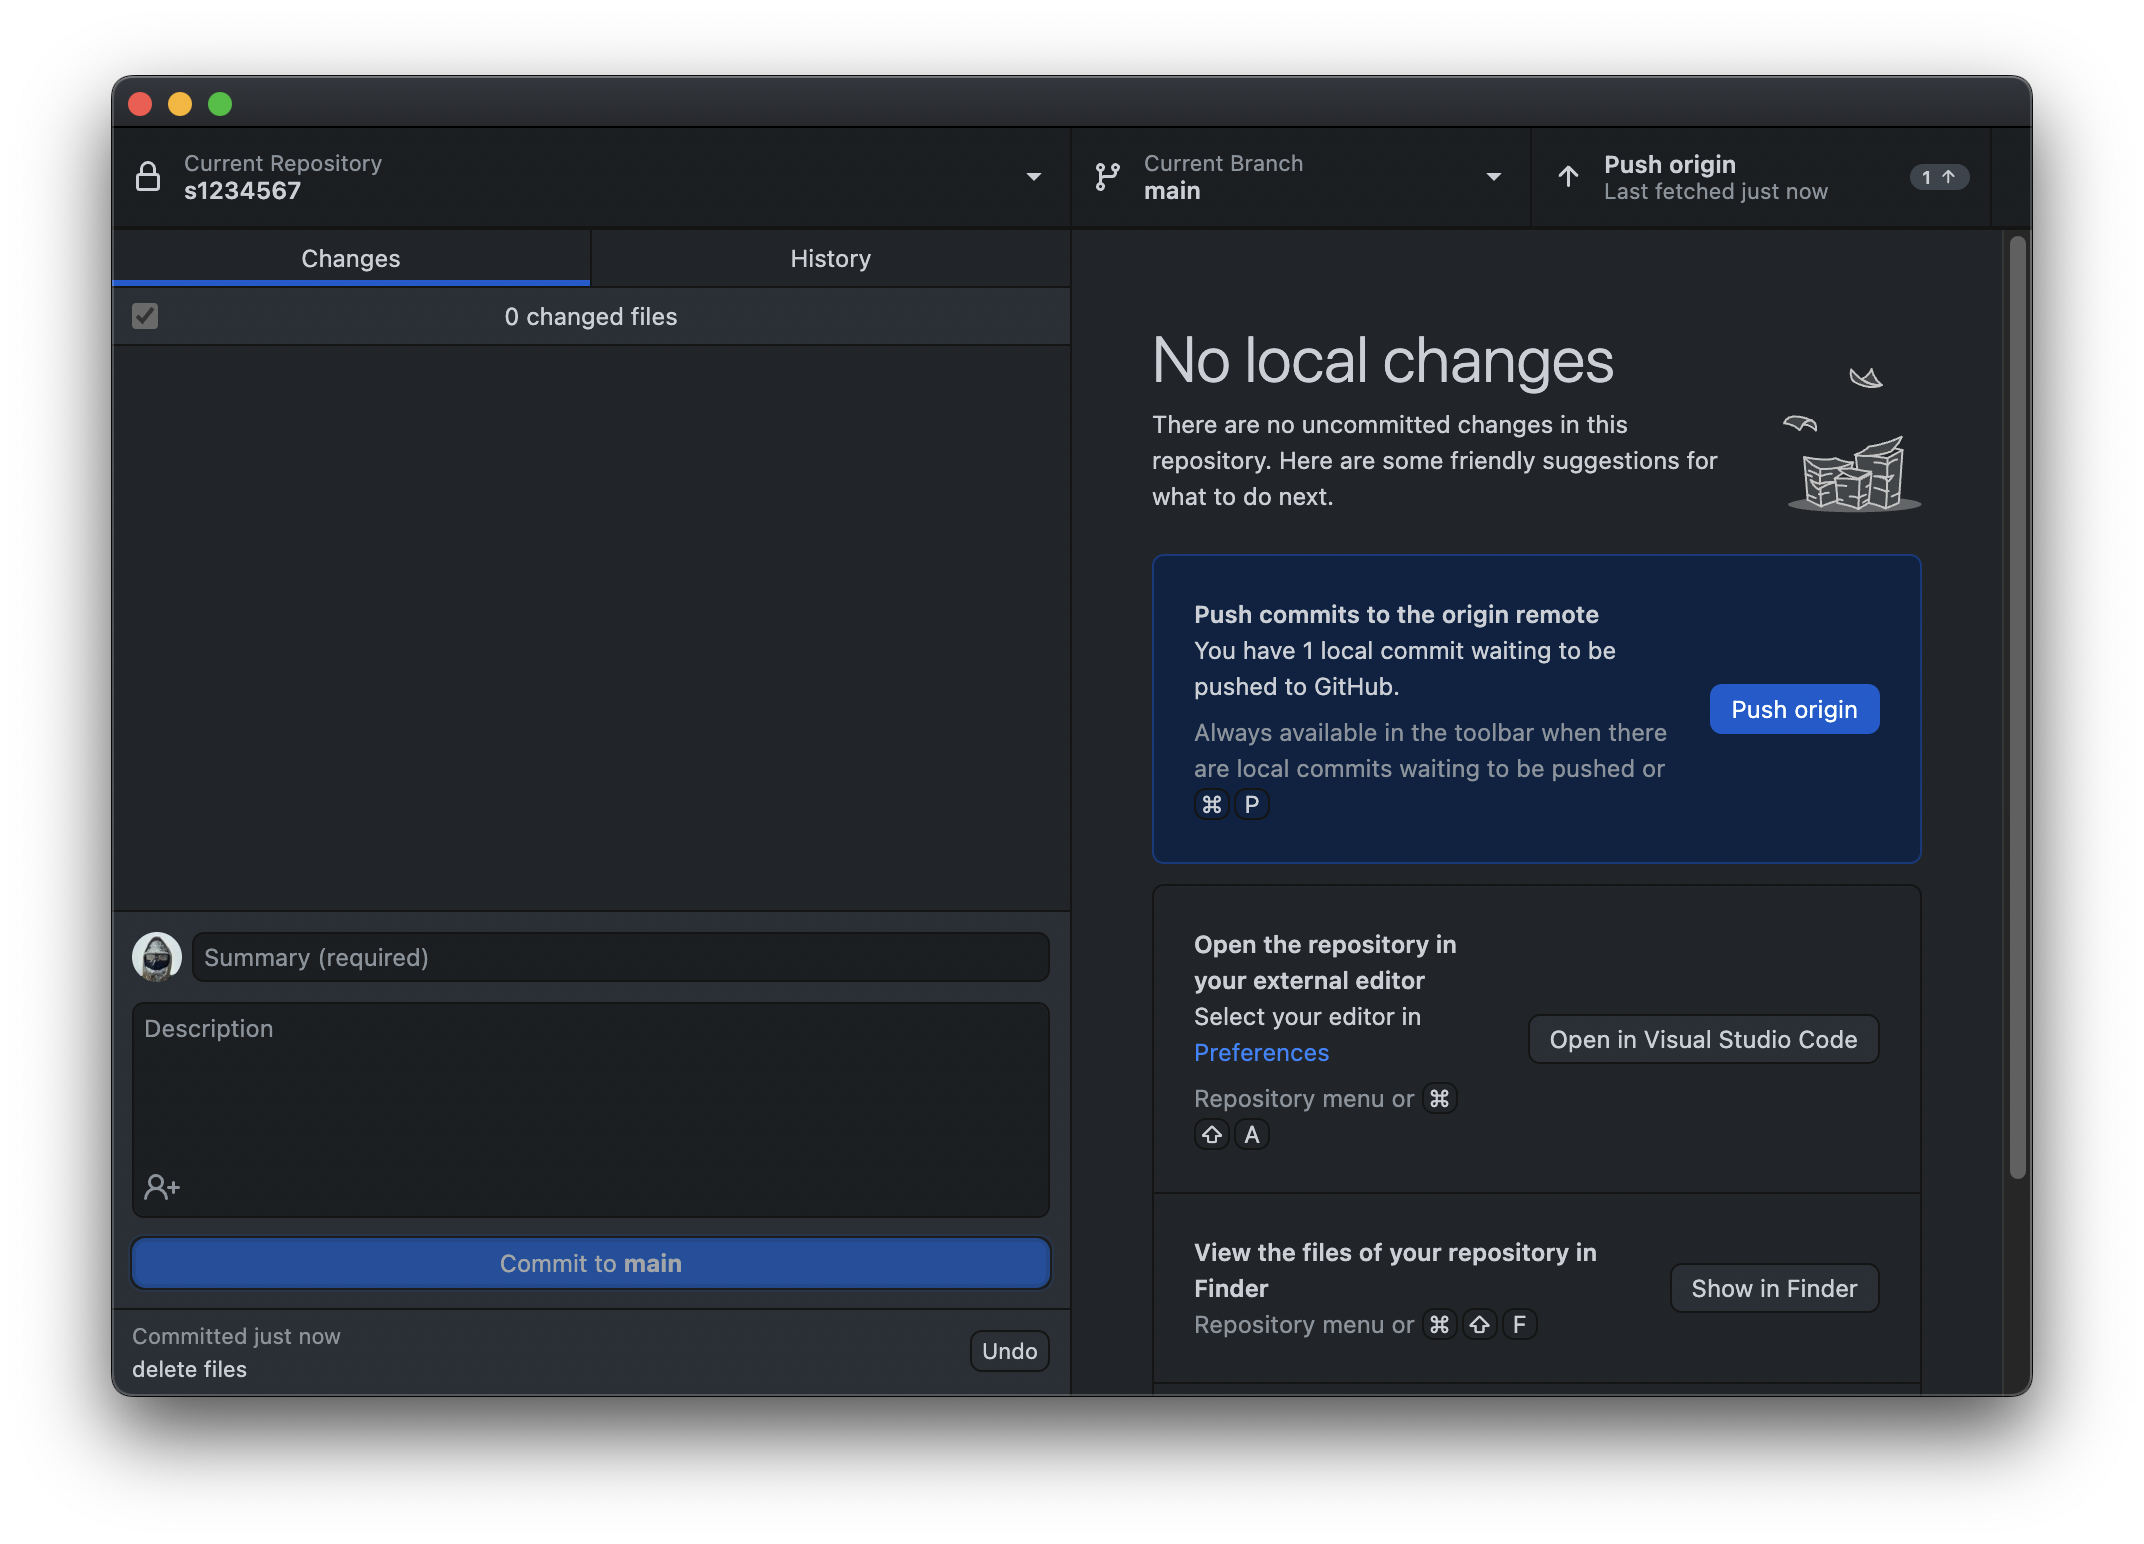 Current Repository
s1234567
Current Branch
main
Push origin
Last fetched just now
1 ↑
Changes
History
0 changed files
No local changes
There are no uncommitted changes in this
repository. Here are some friendly suggestions for
what to do next.
Push commits to the origin remote
You have 1 local commit waiting to be
pushed to GitHub.
Always available in the toolbar when there
are local commits waiting to be pushed or
⌘ P
Push origin
Open the repository in
your external editor
Select your editor in
Preferences
Repository menu or ⌘
⇧ A
Open in Visual Studio Code
View the files of your repository in
Finder
Repository menu or ⌘ ⇧ F
Show in Finder
Summary (required)
Description
Commit to main
Committed just now
delete files
Undo